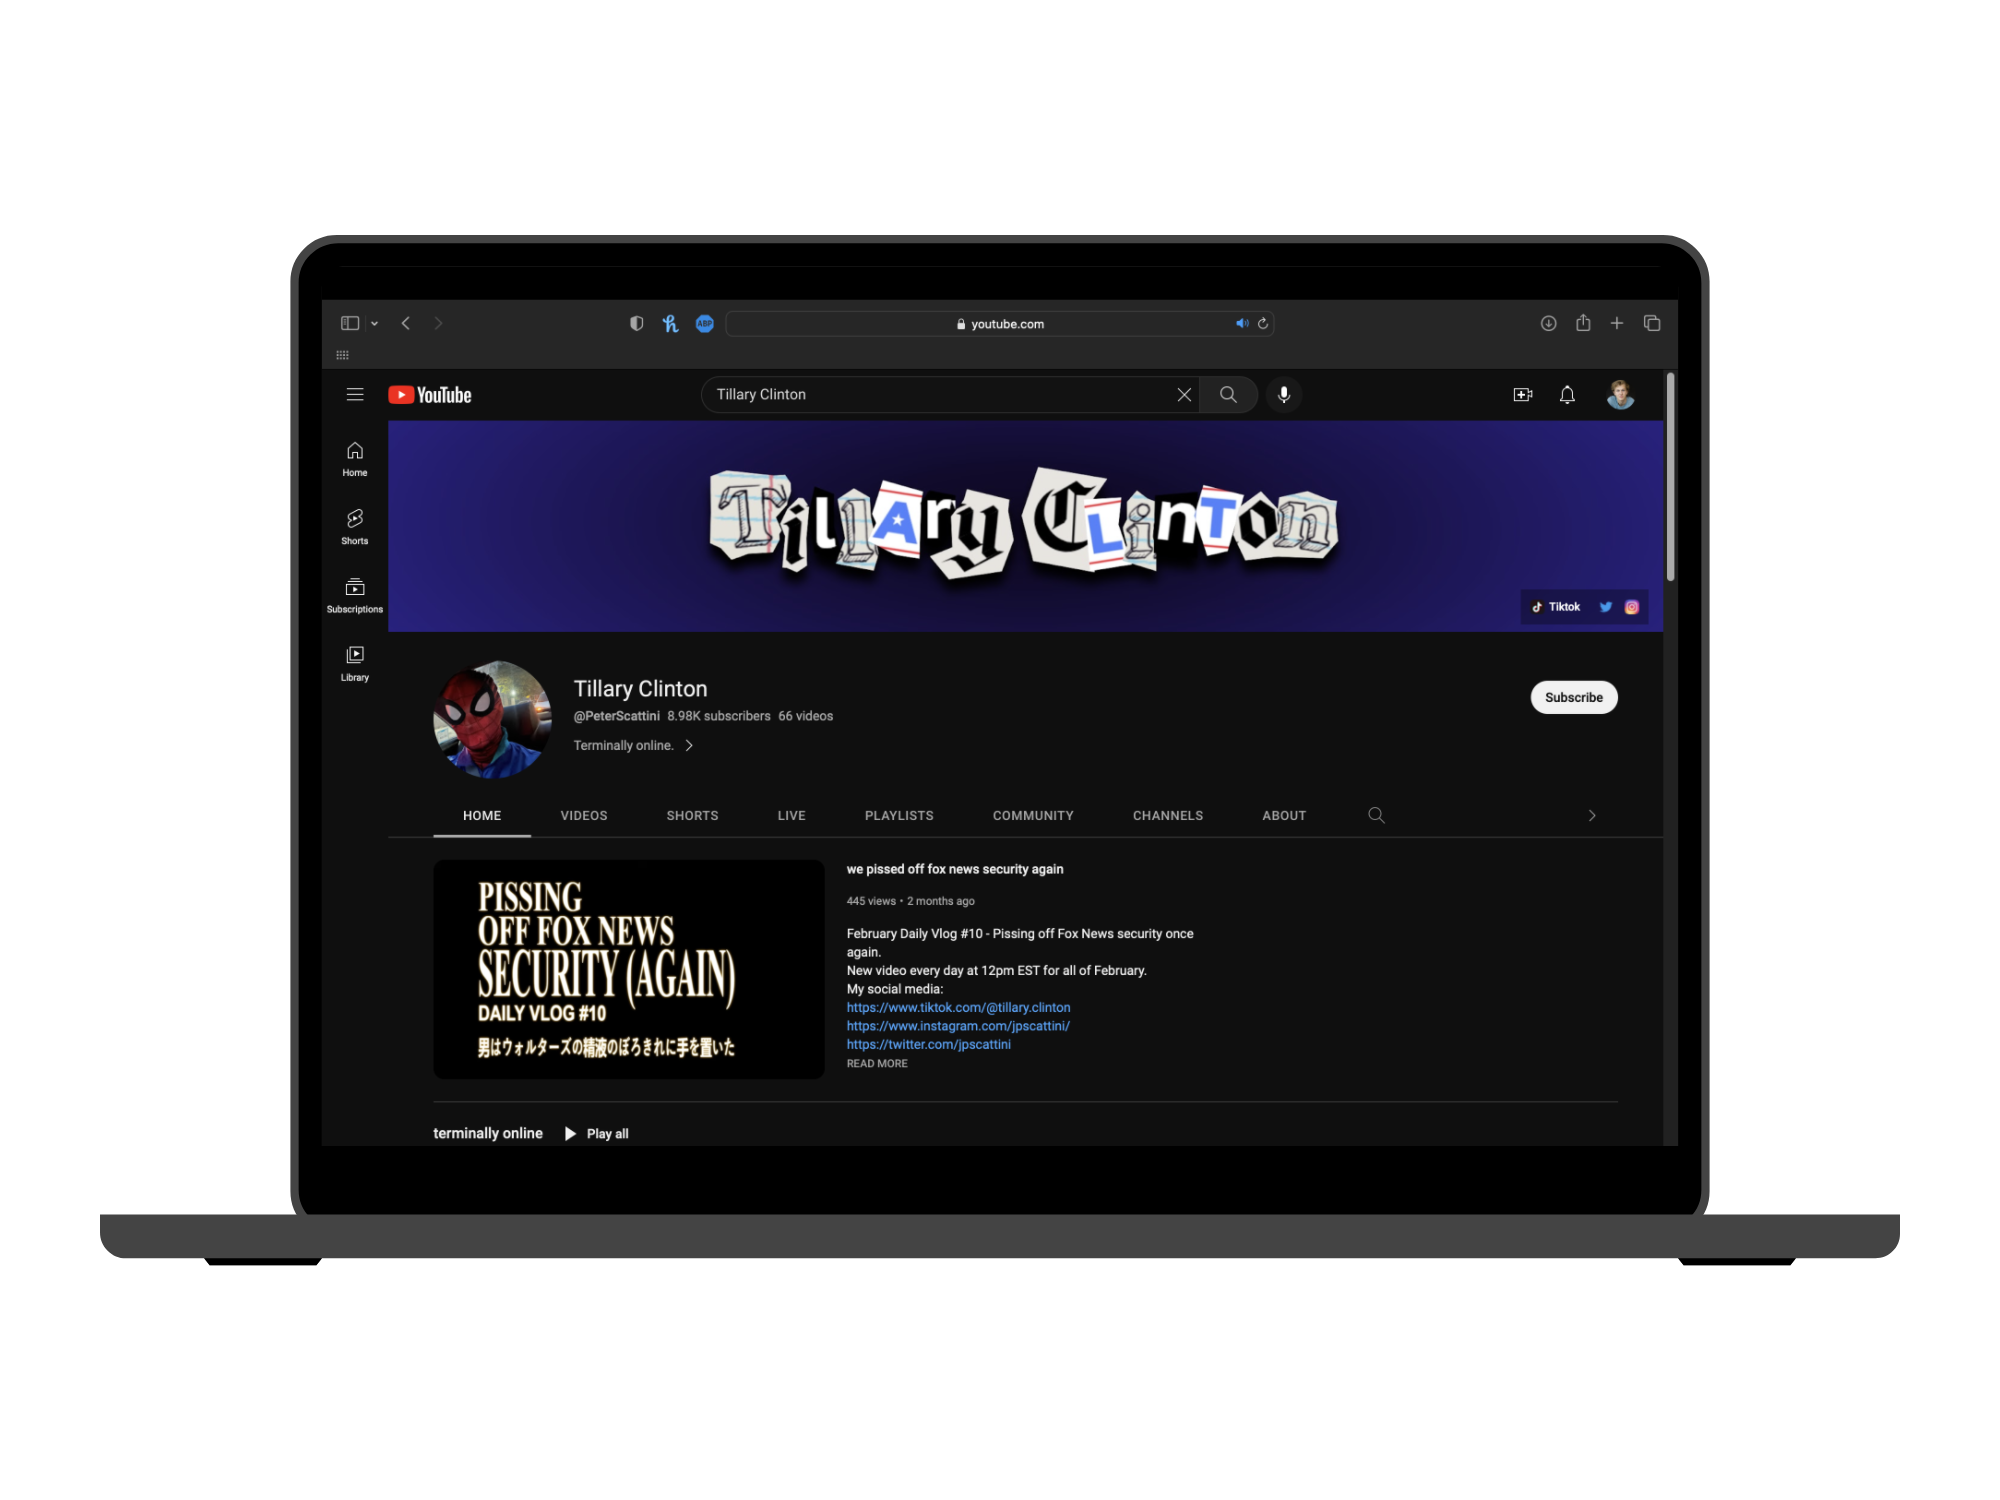 ABP
youtube.com
YouTube
Tillary Clinton
Home
Shorts
Subscriptions
Library
Tillary Clinton
Tiktok
Tillary Clinton
@PeterScattini 8.98K subscribers 66 videos
Terminally online.
Subscribe
HOME VIDEOS SHORTS LIVE PLAYLISTS COMMUNITY CHANNELS ABOUT
PISSING
OFF FOX NEWS
SECURITY (AGAIN)
DAILY VLOG #10
男はウォルターズの精液のぼろきれに手を置いた
we pissed off fox news security again
445 views • 2 months ago
February Daily Vlog #10 - Pissing off Fox News security once
again.
New video every day at 12pm EST for all of February.
My social media:
https://www.tiktok.com/@tillary.clinton
https://www.instagram.com/jpscattini/
https://twitter.com/jpscattini
READ MORE
terminally online Play all